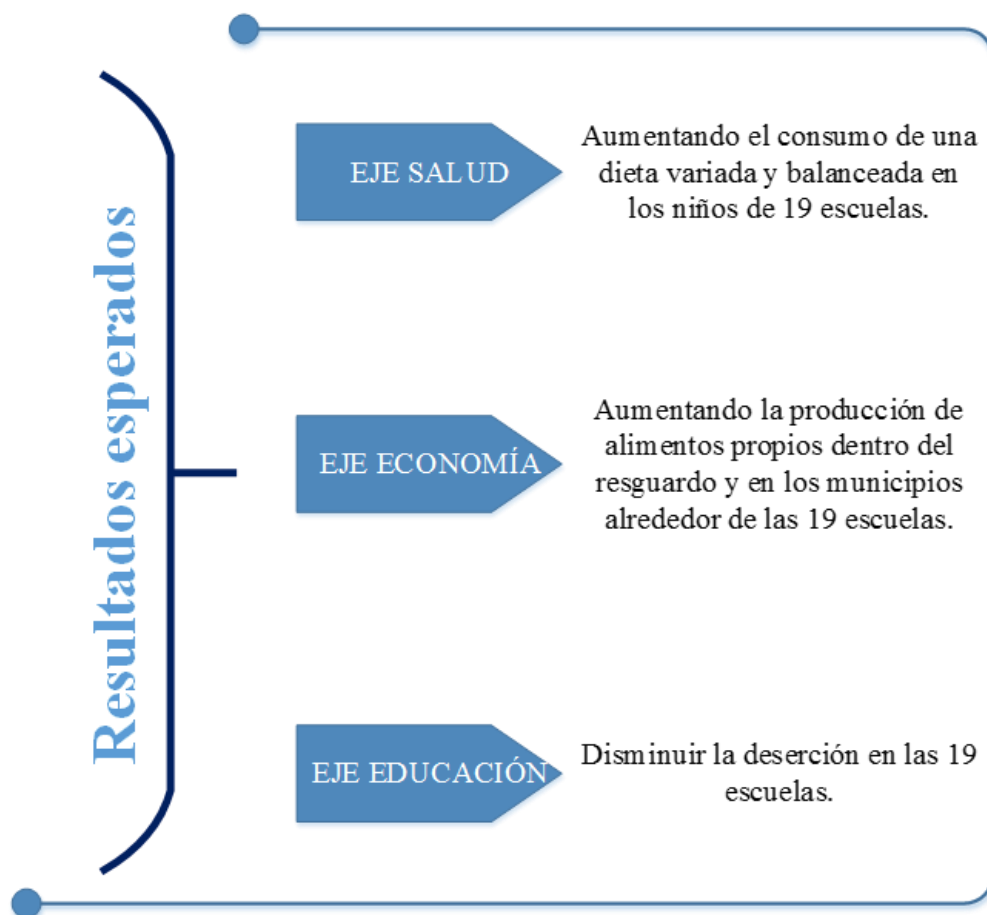 Resultados esperados
EJE SALUD
Aumentando el consumo de una
dieta variada y balanceada en
los niños de 19 escuelas.
EJE ECONOMÍA
Aumentando la producción de
alimentos propios dentro del
resguardo y en los municipios
alrededor de las 19 escuelas.
EJE EDUCACIÓN
Disminuir la deserción en las 19
escuelas.